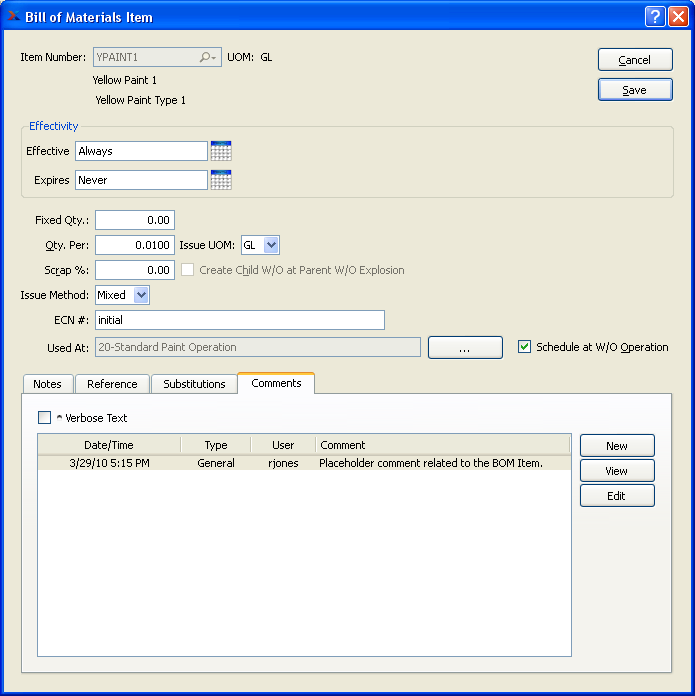 Bill of Materials Item
Item Number: YPAINT1 UOM: GL
Cancel
Yellow Paint 1
Yellow Paint Type 1
Save
Effectivity
Effective Always
Expires Never
Fixed Qty.: 0.00
Qty. Per: 0.0100 Issue UOM: GL
Scrap %: 0.00 Create Child W/O at Parent W/O Explosion
Issue Method: Mixed
ECN #: initial
Used At: 20-Standard Paint Operation ... Schedule at W/O Operation
Notes Reference Substitutions Comments
^ Verbose Text
Date/Time Type User Comment New
3/29/10 5:15 PM General rjones Placeholder comment related to the BOM Item.
View
Edit